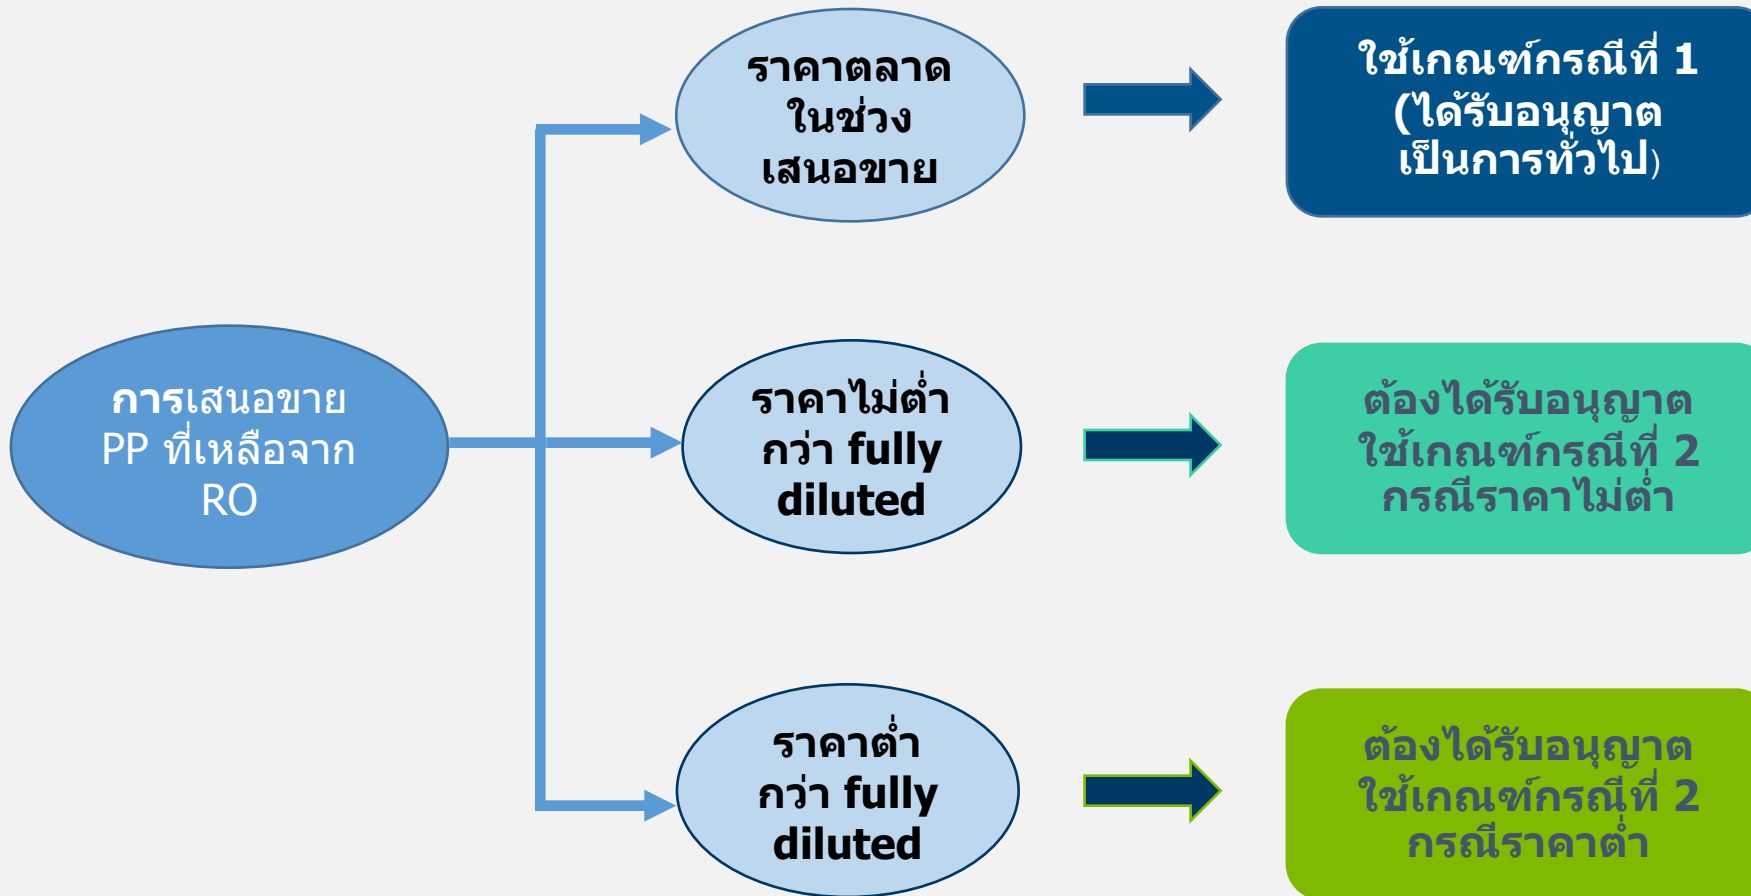 ราคาตลาด
ในช่วง
เสนอขาย
ใช้เกณฑ์กรณีที่ 1
(ได้รับอนุญาต
เป็นการทั่วไป)
การเสนอขาย
PP ที่เหลือจาก
RO
ราคาไม่ต่ำ
กว่า fully
diluted
ต้องได้รับอนุญาต
ใช้เกณฑ์กรณีที่ 2
กรณีราคาไม่ต่ำ
ราคาต่ำ
กว่า fully
diluted
ต้องได้รับอนุญาต
ใช้เกณฑ์กรณีที่ 2
กรณีราคาต่ำ